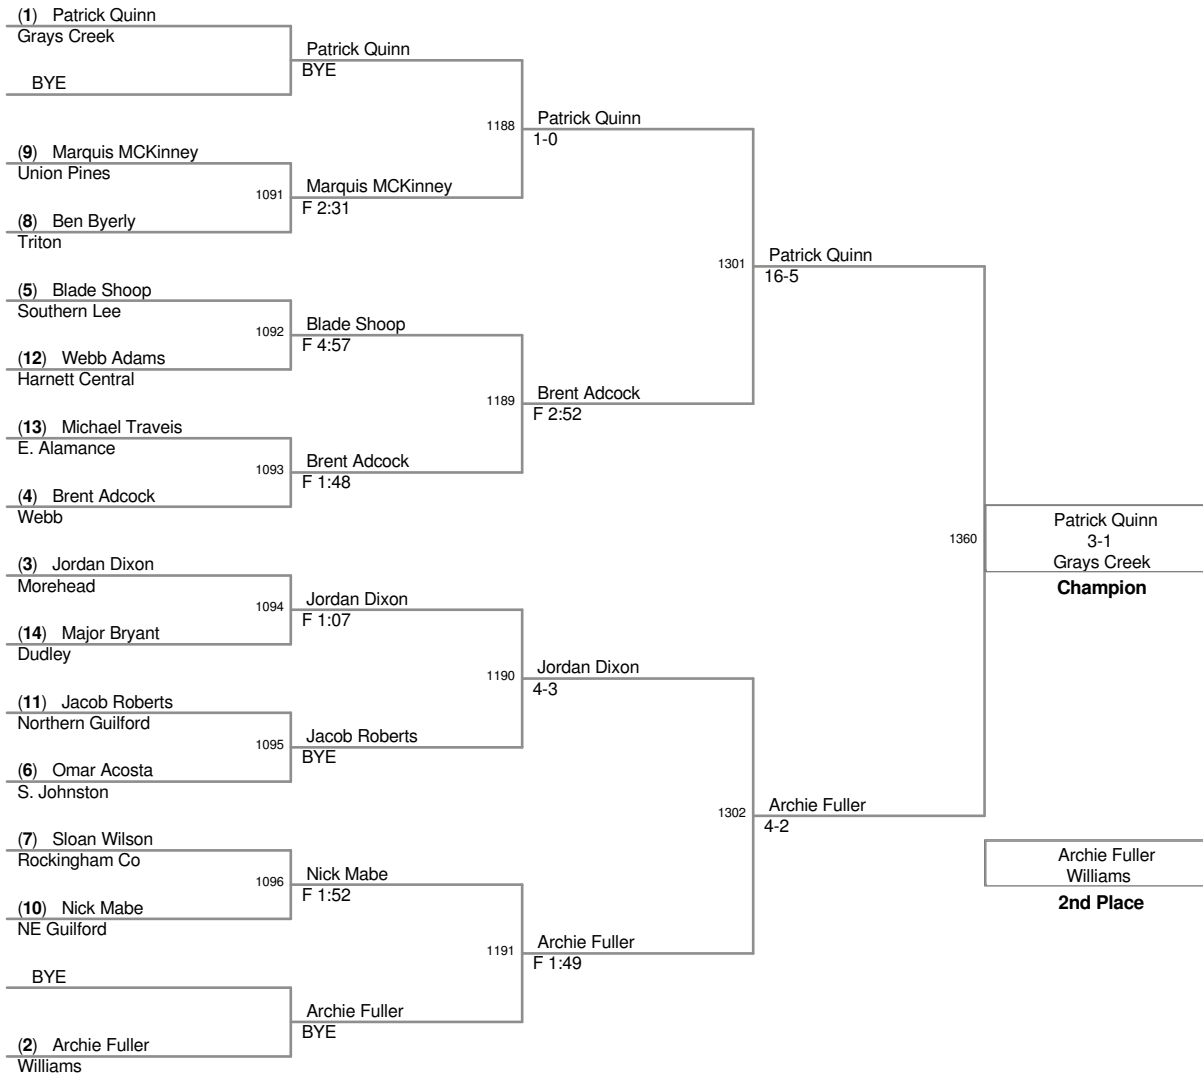 (1) Patrick Quinn
Grays Creek
BYE
(9) Marquis MCKinney
Union Pines
(8) Ben Byerly
Triton
(5) Blade Shoop
Southern Lee
(12) Webb Adams
Harnett Central
(13) Michael Traveis
E. Alamance
(4) Brent Adcock
Webb
(3) Jordan Dixon
Morehead
(14) Major Bryant
Dudley
(11) Jacob Roberts
Northern Guilford
(6) Omar Acosta
S. Johnston
(7) Sloan Wilson
Rockingham Co
(10) Nick Mabe
NE Guilford
BYE
(2) Archie Fuller
Williams
Patrick Quinn
BYE
1091
Marquis MCKinney
F 2:31
1092
Blade Shoop
F 4:57
1093
Brent Adcock
F 1:48
1094
Jordan Dixon
F 1:07
1095
Jacob Roberts
BYE
1096
Nick Mabe
F 1:52
Archie Fuller
BYE
1188
Patrick Quinn
1-0
1189
Brent Adcock
F 2:52
1190
Jordan Dixon
4-3
1191
Archie Fuller
F 1:49
1301
Patrick Quinn
16-5
1302
Archie Fuller
4-2
1360
Patrick Quinn
3-1
Grays Creek
Champion
Archie Fuller
Williams
2nd Place